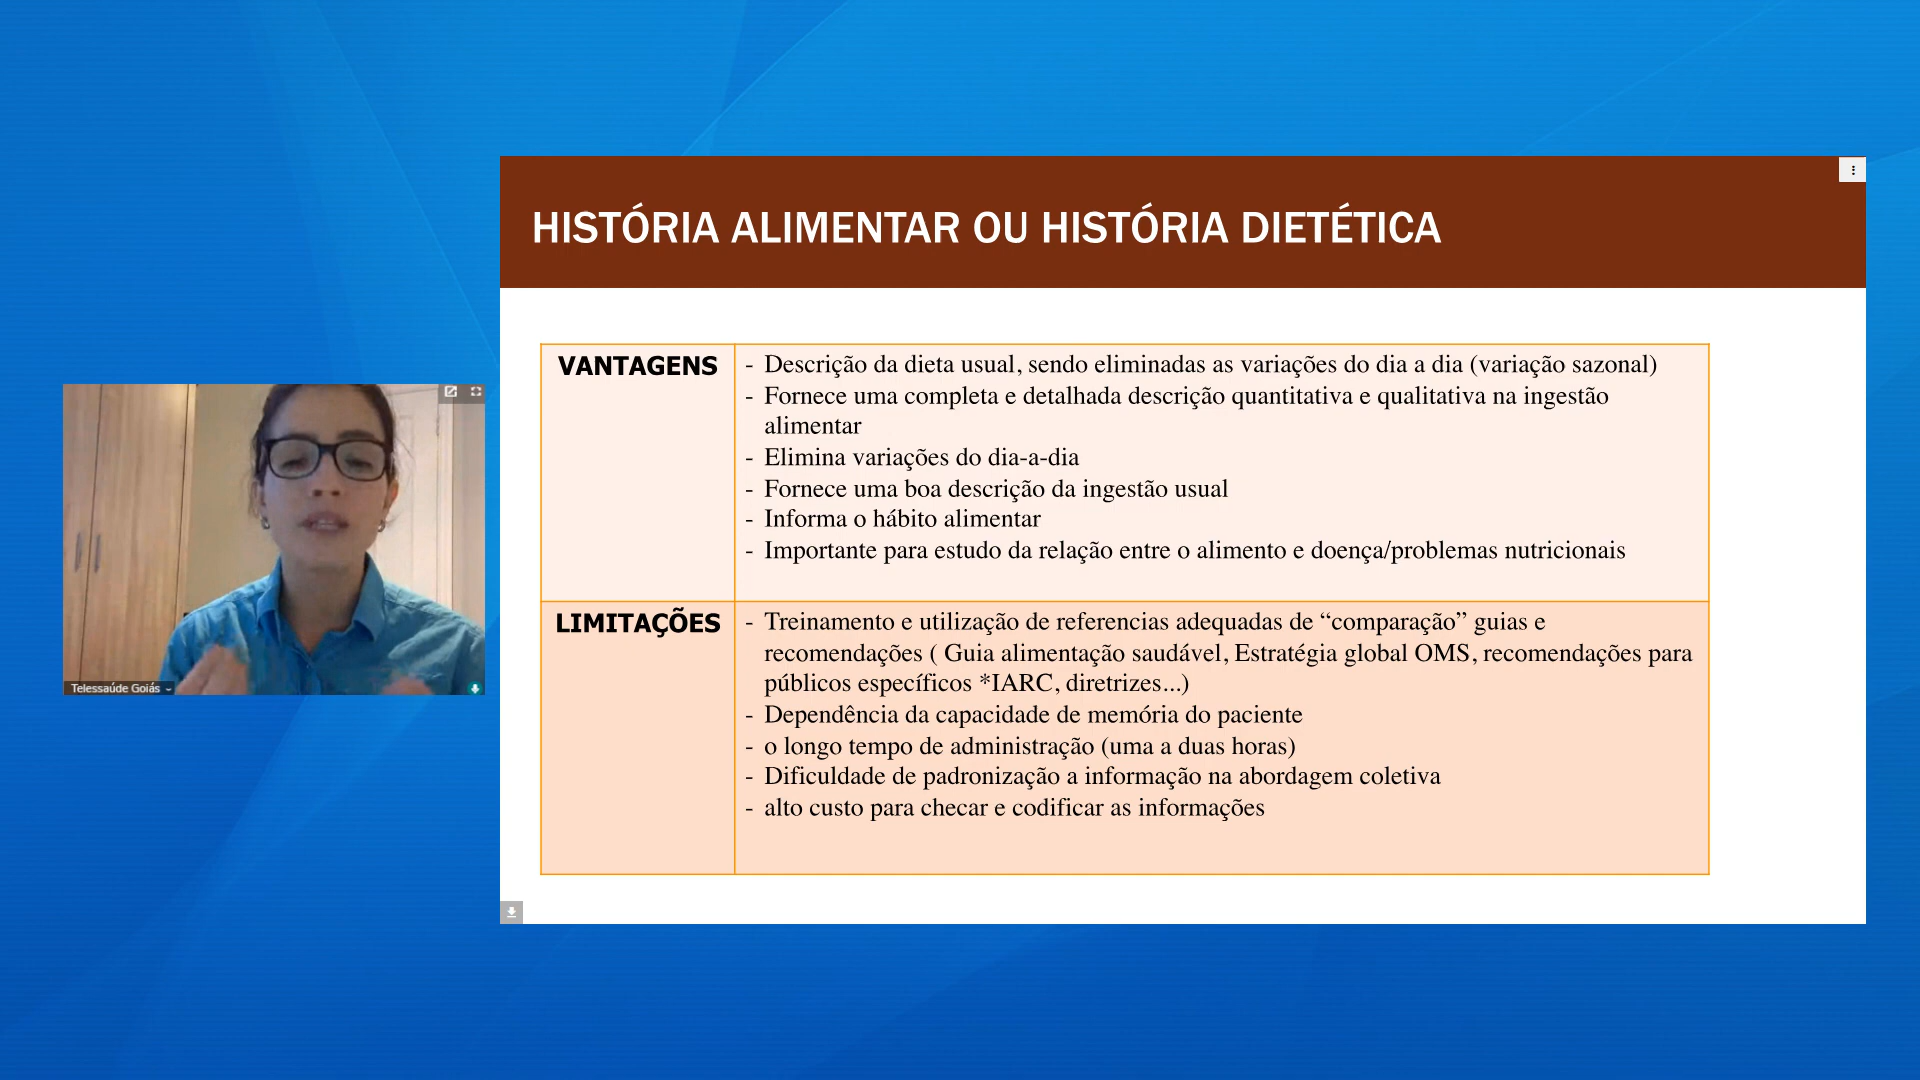 HISTÓRIA ALIMENTAR OU HISTÓRIA DIETÉTICA
VANTAGENS
- Descrição da dieta usual, sendo eliminadas as variações do dia a dia (variação sazonal)
- Fornece uma completa e detalhada descrição quantitativa e qualitativa na ingestão
alimentar
- Elimina variações do dia-a-dia
- Fornece uma boa descrição da ingestão usual
- Informa o hábito alimentar
- Importante para estudo da relação entre o alimento e doença/problemas nutricionais
LIMITAÇÕES
- Treinamento e utilização de referencias adequadas de “comparação” guias e
recomendações ( Guia alimentação saudável, Estratégia global OMS, recomendações para
públicos específicos *IARC, diretrizes...)
- Dependência da capacidade de memória do paciente
- o longo tempo de administração (uma a duas horas)
- Dificuldade de padronização a informação na abordagem coletiva
- alto custo para checar e codificar as informações
Telessaúde Goiás